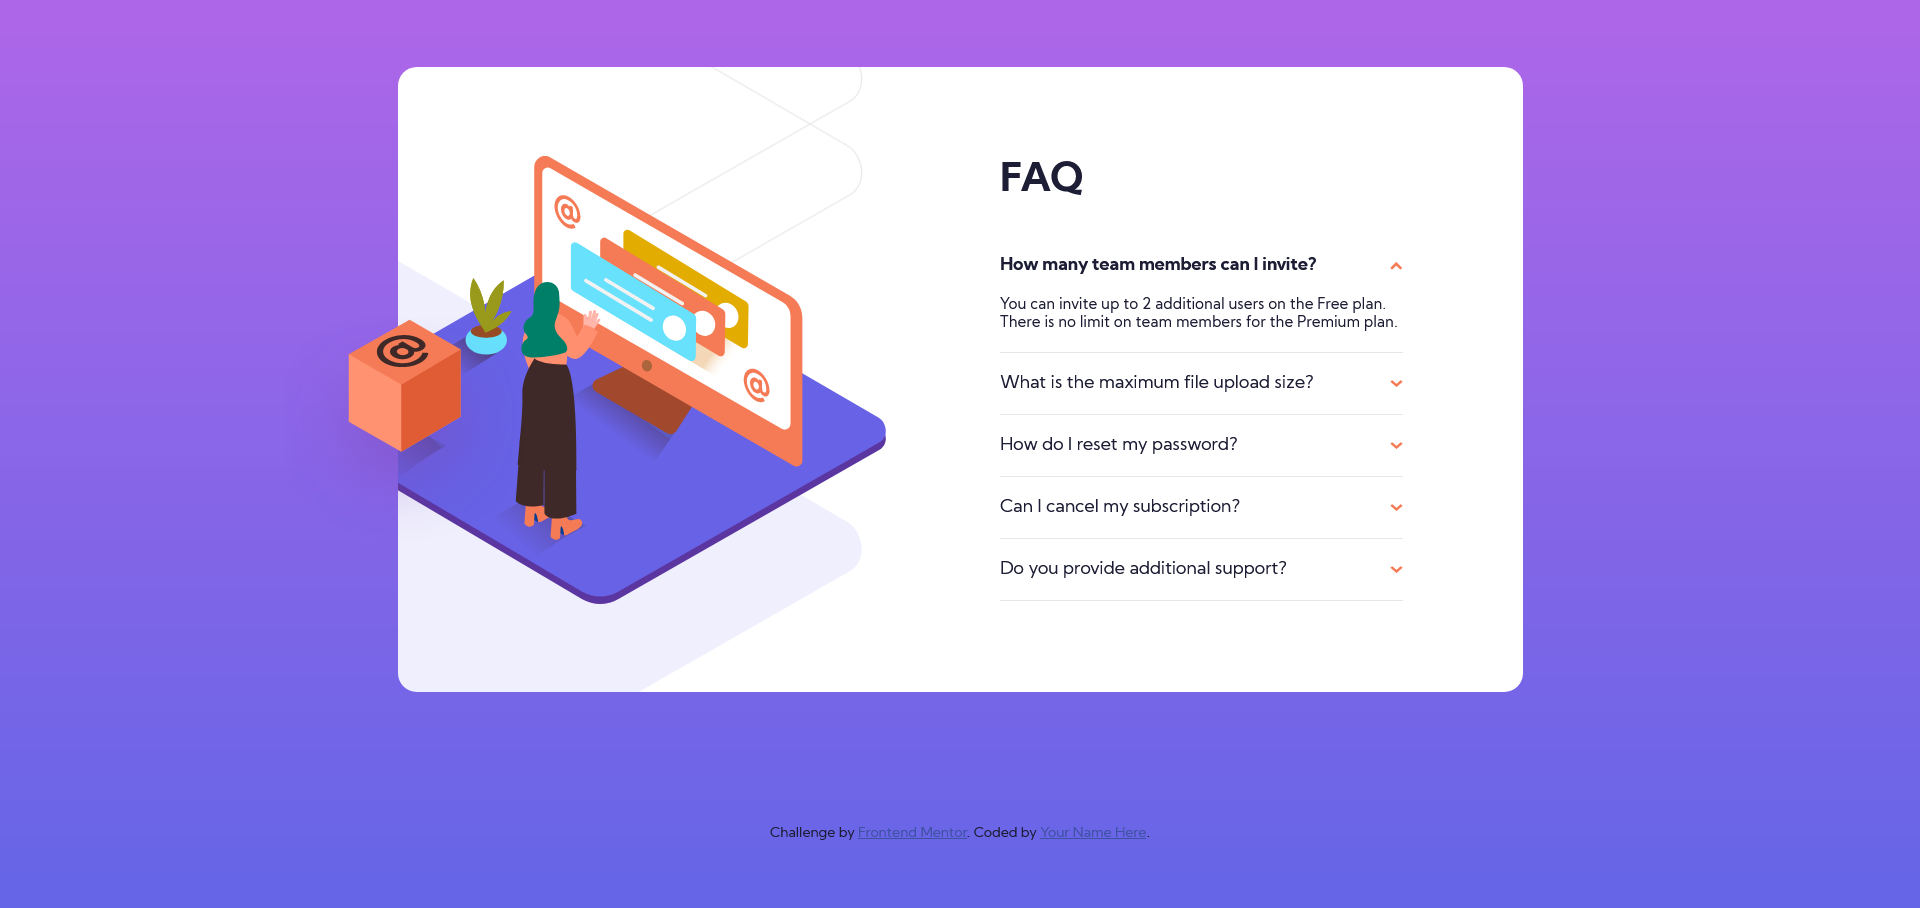 @
@
@
FAQ
How many team members can I invite?
You can invite up to 2 additional users on the Free plan.
There is no limit on team members for the Premium plan.
What is the maximum file upload size?
How do I reset my password?
Can I cancel my subscription?
Do you provide additional support?
Challenge by Frontend Mentor. Coded by Your Name Here.